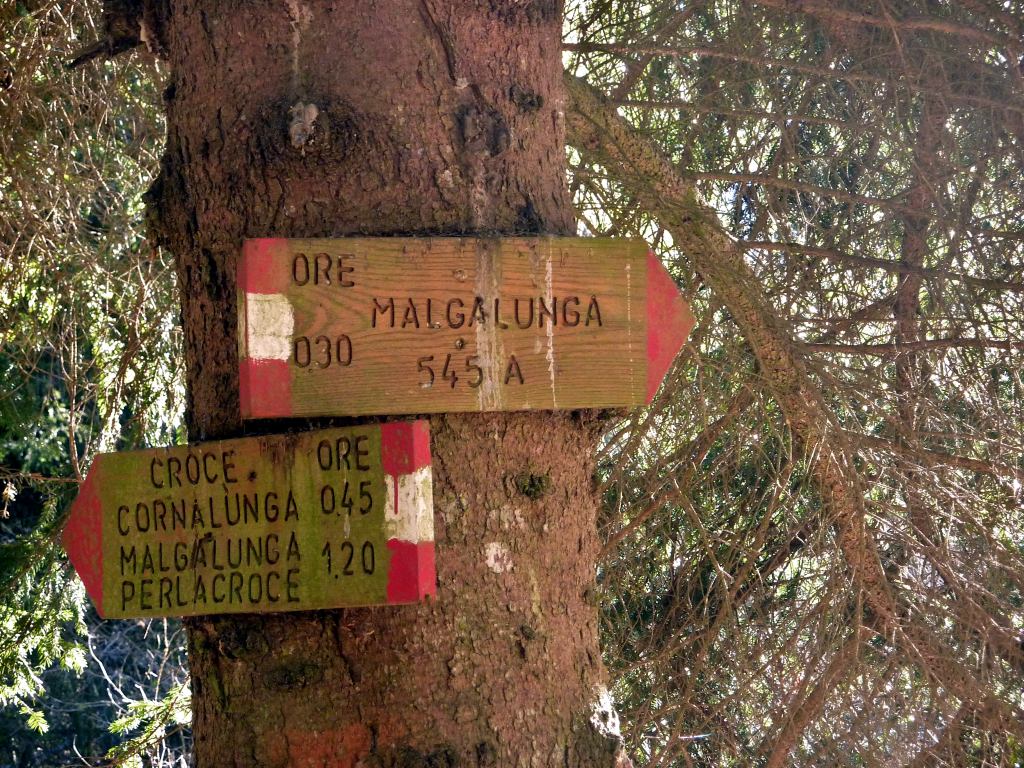 ORE
MALGALUNGA
030
545 A
CROCE ORE
CORNALUNGA 0.45
MALGALUNGA 1.20
PERLACROCE